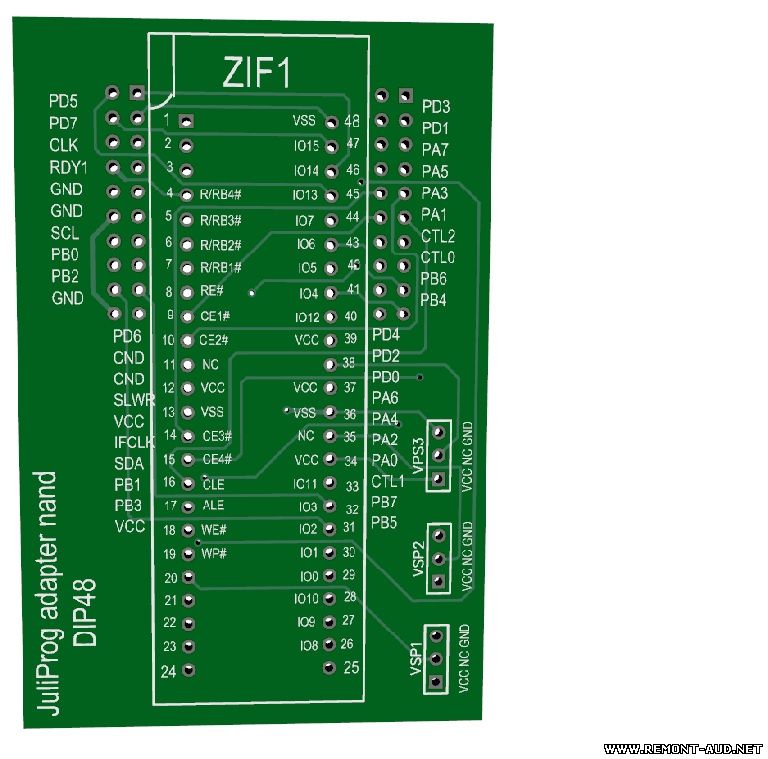 ZIF1
PD5
PD7
CLK
RDY1
GND
GND
SCL
PB0
PB2
GND
PD6
CND
CND
SLWR
VCC
IFCLK
SDA
PB1
PB3
VCC
1
2
3
4 R/RB4#
5 R/RB3#
6 R/RB2#
7 R/RB1#
8 RE#
9 CE1#
10 CE2#
11 NC
12 VCC
13 VSS
14 CE3#
15 CE4#
16 CLE
17 ALE
18 WE#
19 WP#
20
21
22
23
24
VSS 48
IO15 47
IO14 46
IO13 45
IO7 44
IO6 43
IO5 42
IO4 41
IO12 40
VCC 39
38
VCC 37
VSS 36
NC 35
VCC 34
IO11 33
IO3 32
IO2 31
IO1 30
IO0 29
IO10 28
IO9 27
IO8 26
25
PD3
PD1
PA7
PA5
PA3
PA1
CTL2
CTL0
PB6
PB4
PD4
PD2
PD0
PA6
PA4
PA2
PA0
CTL1
PB7
PB5
VPS3
VCC NC GND
VSP2
VCC NC GND
VSP1
VCC NC GND
JuliProg adapter nand
DIP48
WWW.REMONT-AUD.NET